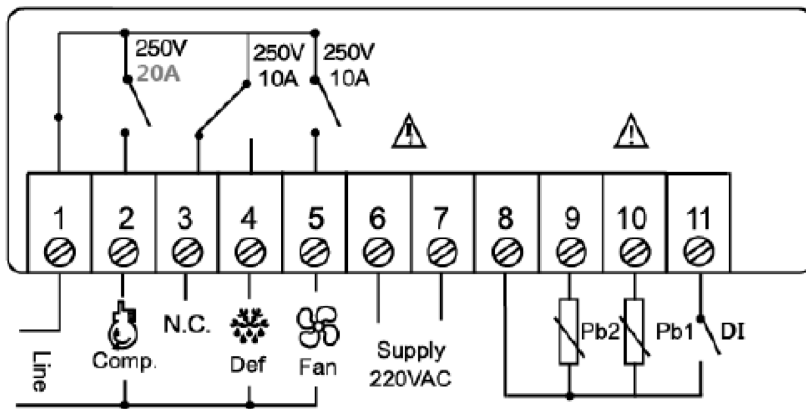 250V 250V 250V
20A 10A 10A
1 2 3 4 5 6 7 8 9 10 11
N.C. Pb2 Pb1 DI
Line Comp. Def Fan Supply
220VAC